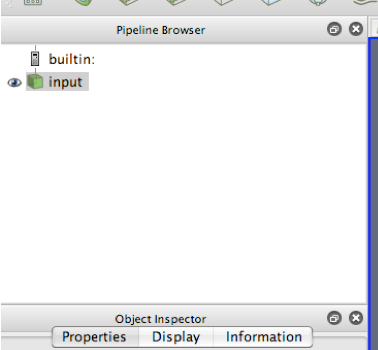 Pipeline Browser
builtin:
input
Object Inspector
Properties Display Information